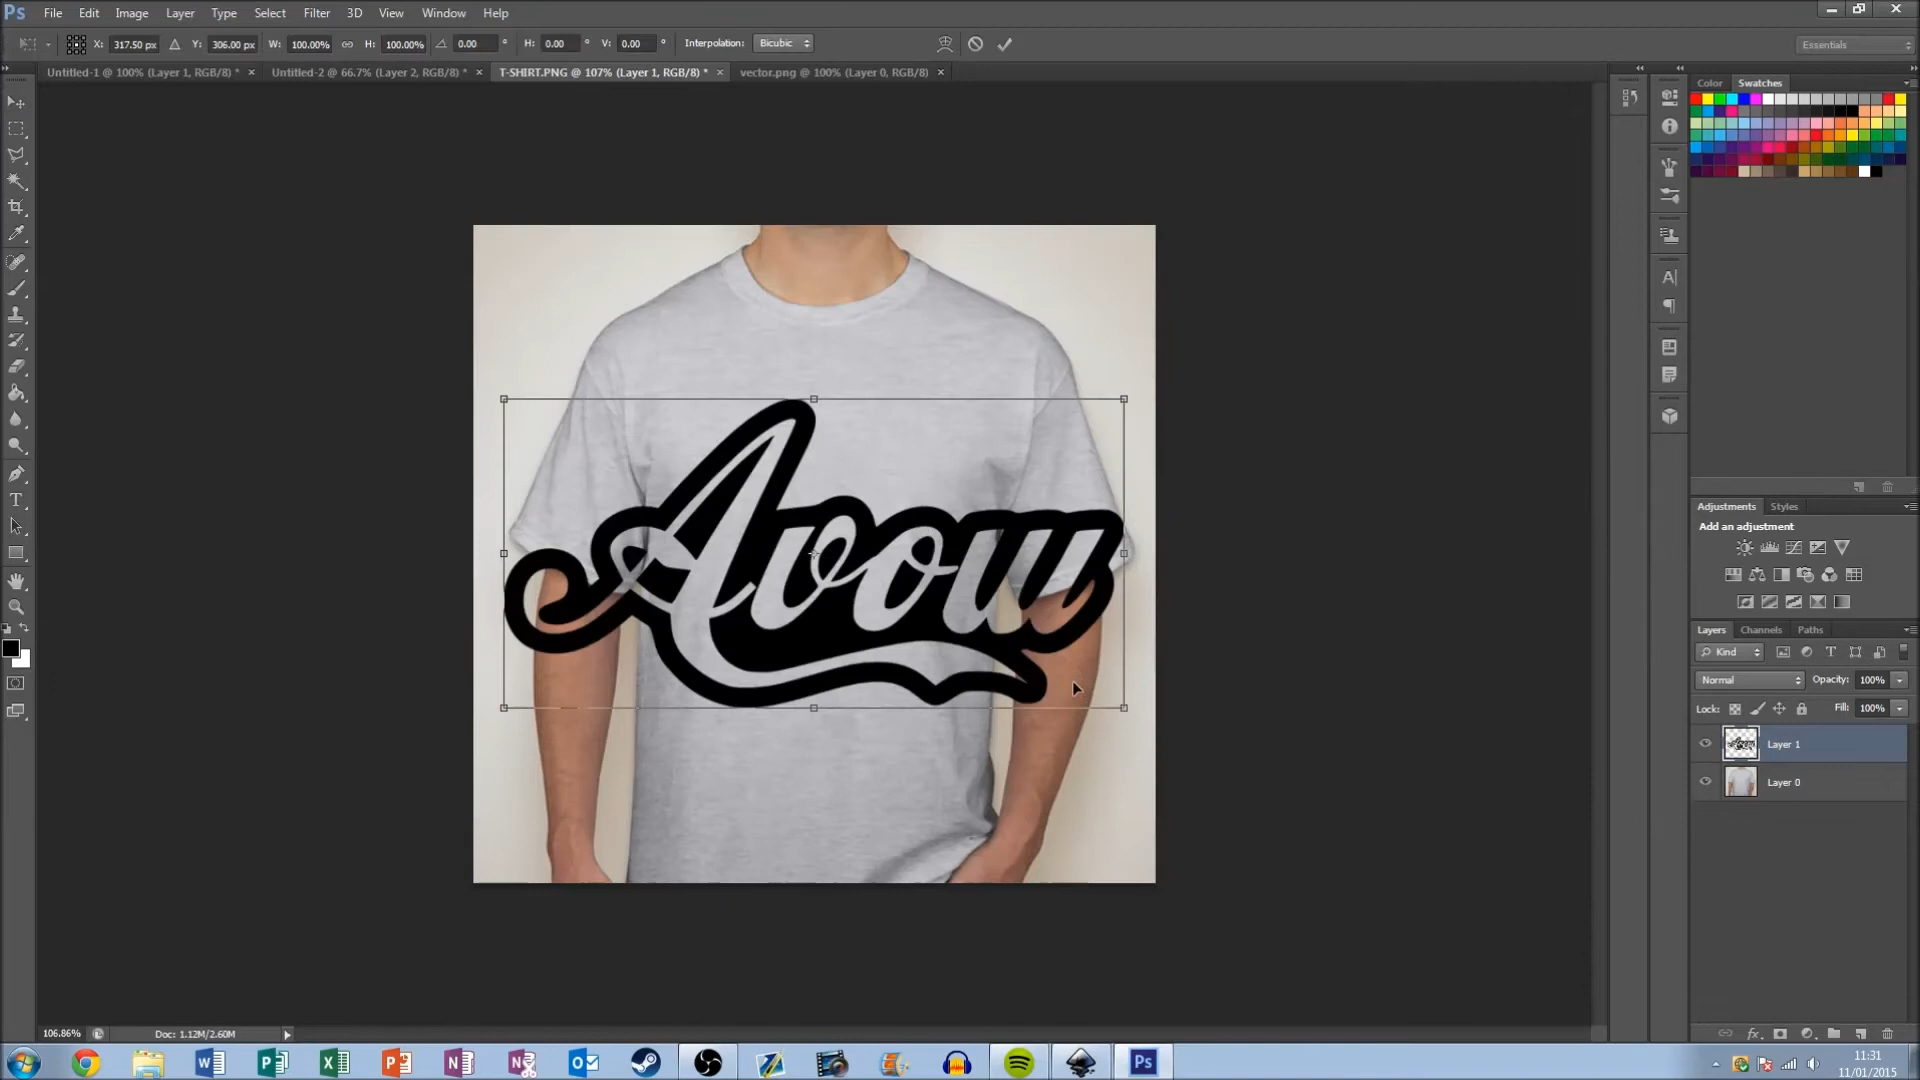 Ps File Edit Image Layer Type Select Filter 3D View Window Help
X: 317.50 px Y: 306.00 px W: 100.00% H: 100.00% 0.00 ° H: 0.00 ° V: 0.00 ° Interpolation: Bicubic Essentials
Untitled-1 @ 100% (Layer 1, RGB/8) * × Untitled-2 @ 66.7% (Layer 2, RGB/8) * × T-SHIRT.PNG @ 107% (Layer 1, RGB/8) * × vector.png @ 100% (Layer 0, RGB/8) ×
Color Swatches
Avow
Adjustments Styles
Add an adjustment
Layers Channels Paths
Kind
Normal Opacity: 100%
Lock: Fill: 100%
Layer 1
Layer 0
106.86% Doc: 1.12M/2.60M
11:31
11/01/2015